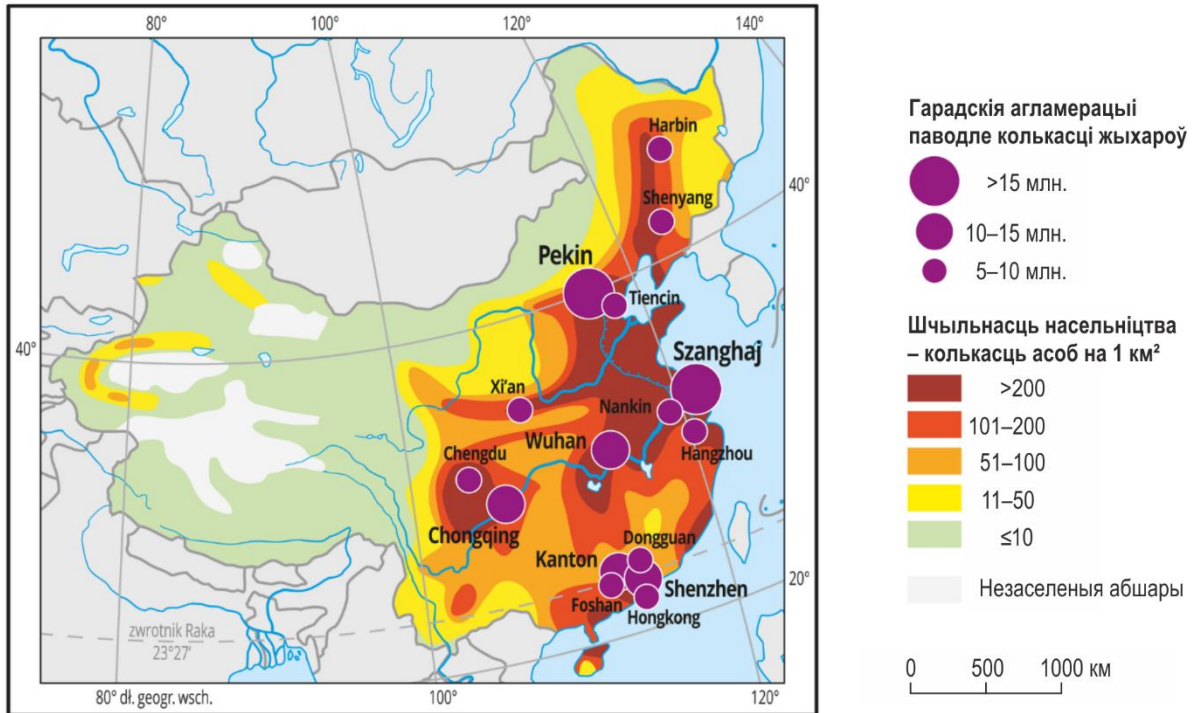 80°
100°
120°
140°
Harbin
40°
Shenyang
Pekin
Tiencin
40°
Szanghaj
Xi'an
Nankin
Wuhan
Hangzhou
Chengdu
Chongqing
Dongguan
Kanton
20°
Shenzhen
Foshan
Hongkong
zwrotnik Raka
23°27'
80° dł. geogr. wsch.
100°
120°
Гарадскія агламерацыі
паводле колькасці жыхароў
>15 млн.
10–15 млн.
5–10 млн.
Шчыльнасць насельніцтва
– колькасць асоб на 1 км²
>200
101–200
51–100
11–50
≤10
Незаселеныя абшары
0 500 1000 км